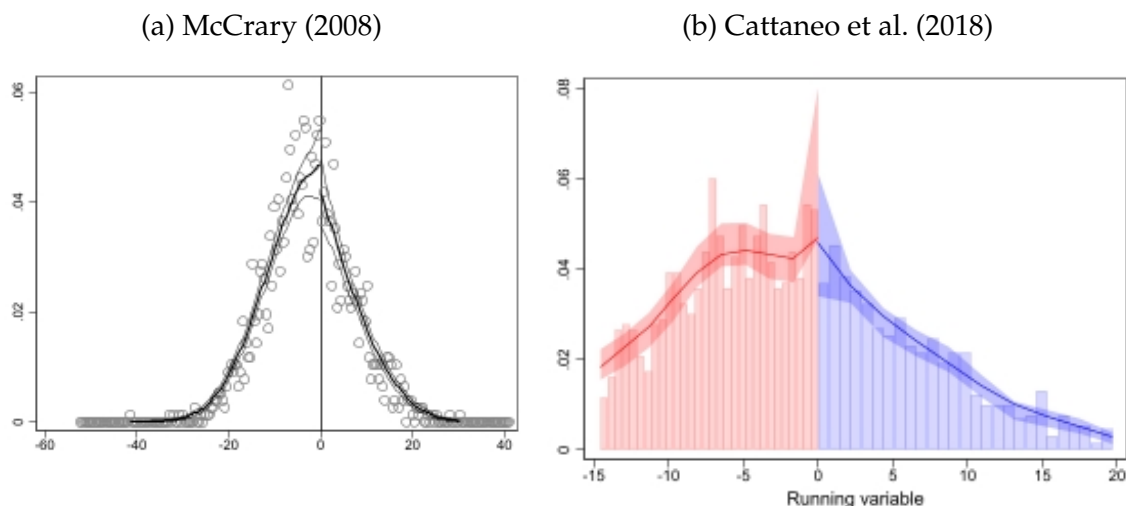 (a) McCrary (2008)
.06
.04
.02
0
-60 -40 -20 0 20 40
(b) Cattaneo et al. (2018)
.08
.06
.04
.02
0
-15 -10 -5 0 5 10 15 20
Running variable